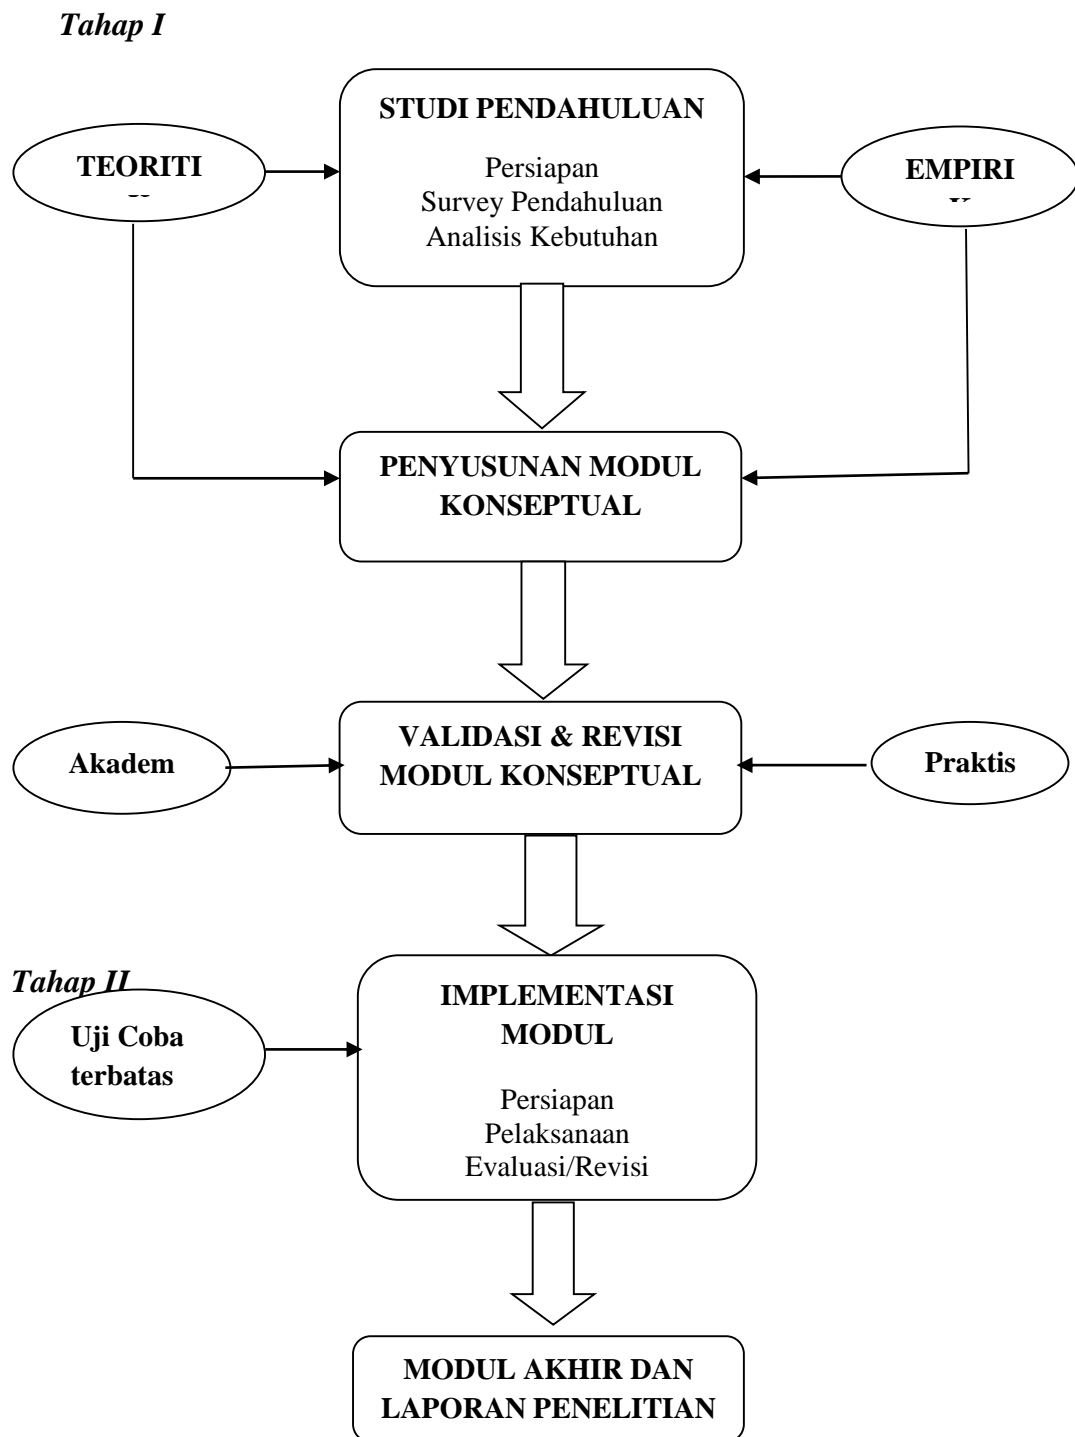 Tahap I
STUDI PENDAHULUAN
Persiapan
Survey Pendahuluan
Analisis Kebutuhan
TEORITI
EMPIRI
PENYUSUNAN MODUL
KONSEPTUAL
VALIDASI & REVISI
MODUL KONSEPTUAL
Akadem
Praktis
Tahap II
Uji Coba
terbatas
IMPLEMENTASI
MODUL
Persiapan
Pelaksanaan
Evaluasi/Revisi
MODUL AKHIR DAN
LAPORAN PENELITIAN